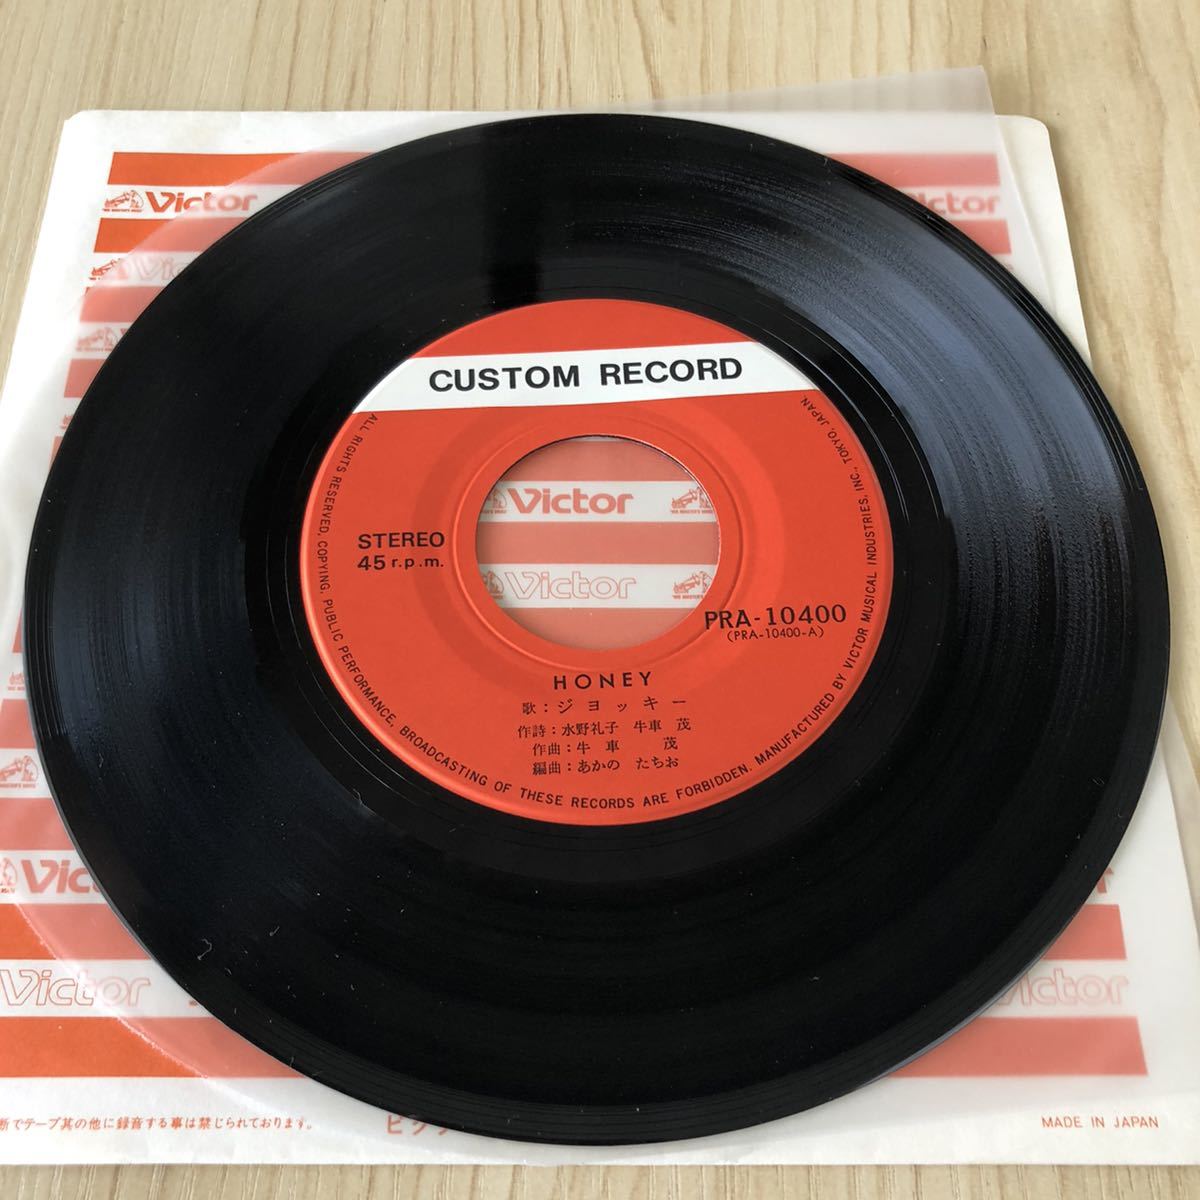 CUSTOM RECORD
STEREO
45 r.p.m.
PRA-10400
(PRA-10400-A)
HONEY
歌：ジョッキー
作詩：水野礼子 牛車 茂
作曲：牛車 茂
編曲：あかの たちお
ALL RIGHTS RESERVED. COPYING, PUBLIC PERFORMANCE, BROADCASTING OF THESE RECORDS ARE FORBIDDEN. MANUFACTURED BY VICTOR MUSICAL INDUSTRIES, INC., TOKYO, JAPAN.
Victor
Victor
Victor
Victor
Victor
Victor
断でテープ其の他に録音する事は禁じられております。
MADE IN JAPAN